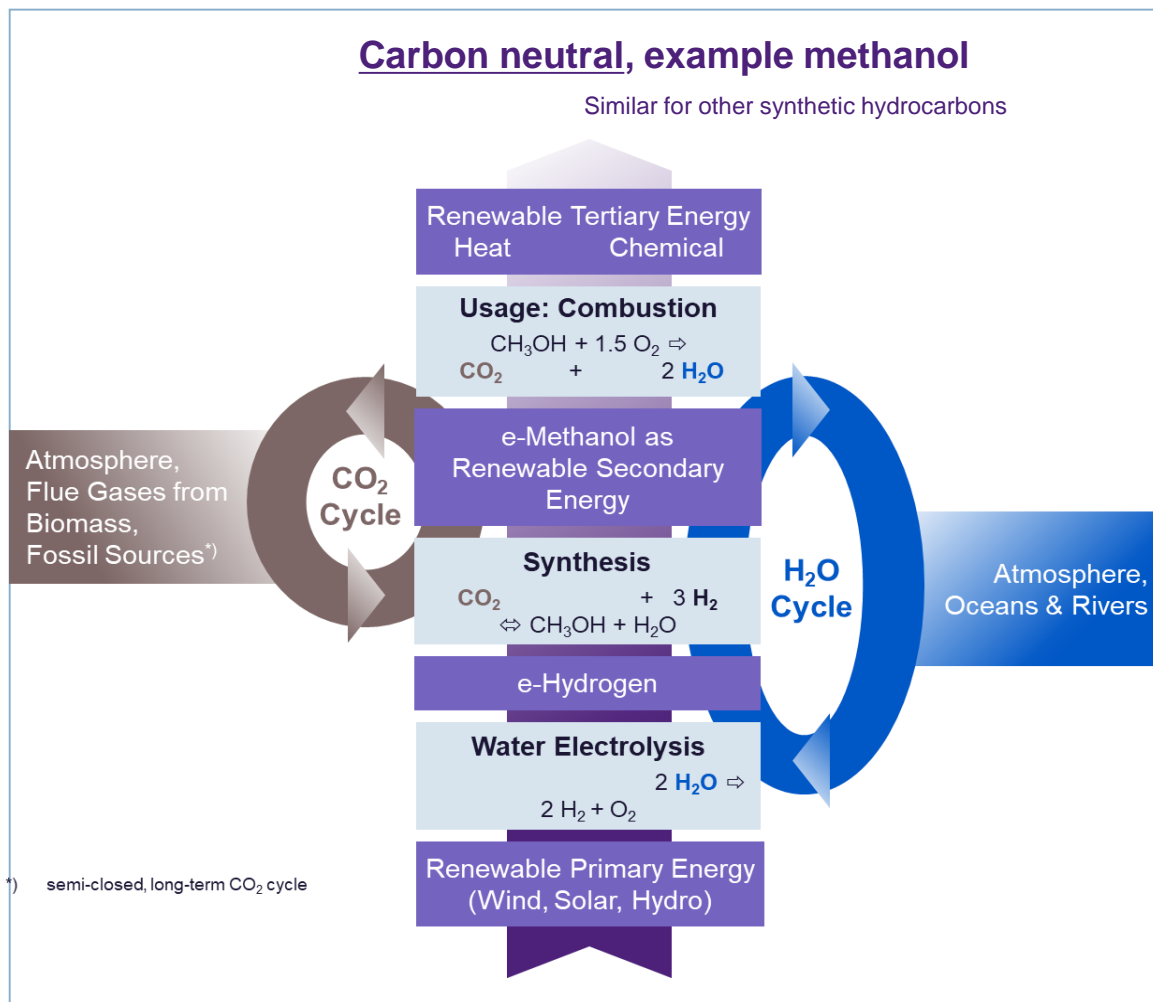 Carbon neutral, example methanol
Similar for other synthetic hydrocarbons
Renewable Tertiary Energy
Heat Chemical
Usage: Combustion
CH₃OH + 1.5 O₂ ⇨
CO₂ + 2 H₂O
e-Methanol as
Renewable Secondary
Energy
Atmosphere,
Flue Gases from
Biomass,
Fossil Sources*)
CO₂
Cycle
H₂O
Cycle
Atmosphere,
Oceans & Rivers
Synthesis
CO₂ + 3 H₂
⇔ CH₃OH + H₂O
e-Hydrogen
Water Electrolysis
2 H₂O ⇨
2 H₂ + O₂
Renewable Primary Energy
(Wind, Solar, Hydro)
*) semi-closed, long-term CO₂ cycle